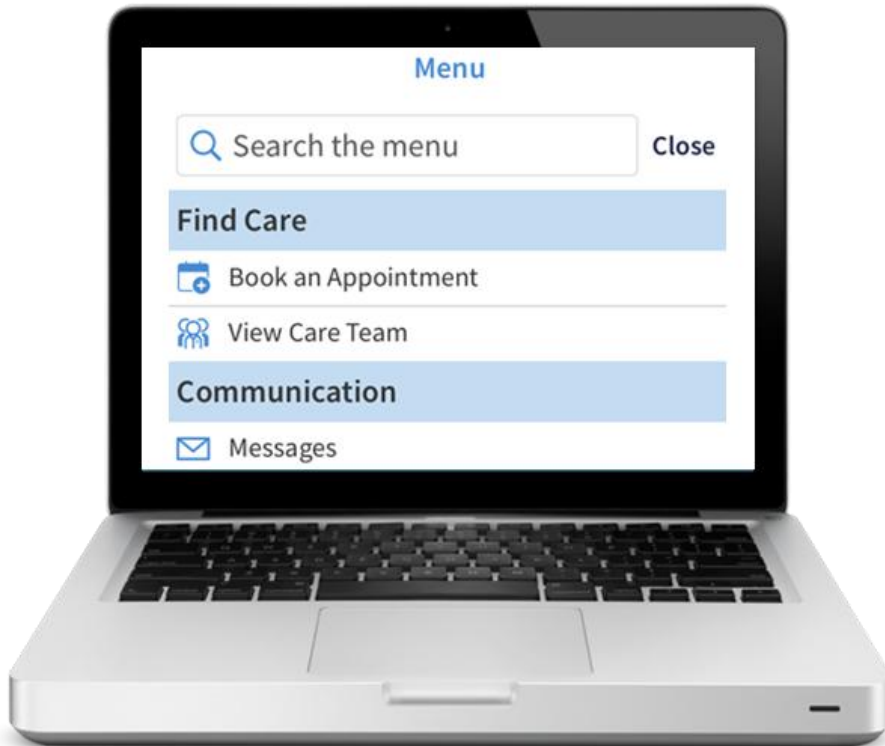 Menu
Search the menu Close
Find Care
Book an Appointment
View Care Team
Communication
Messages